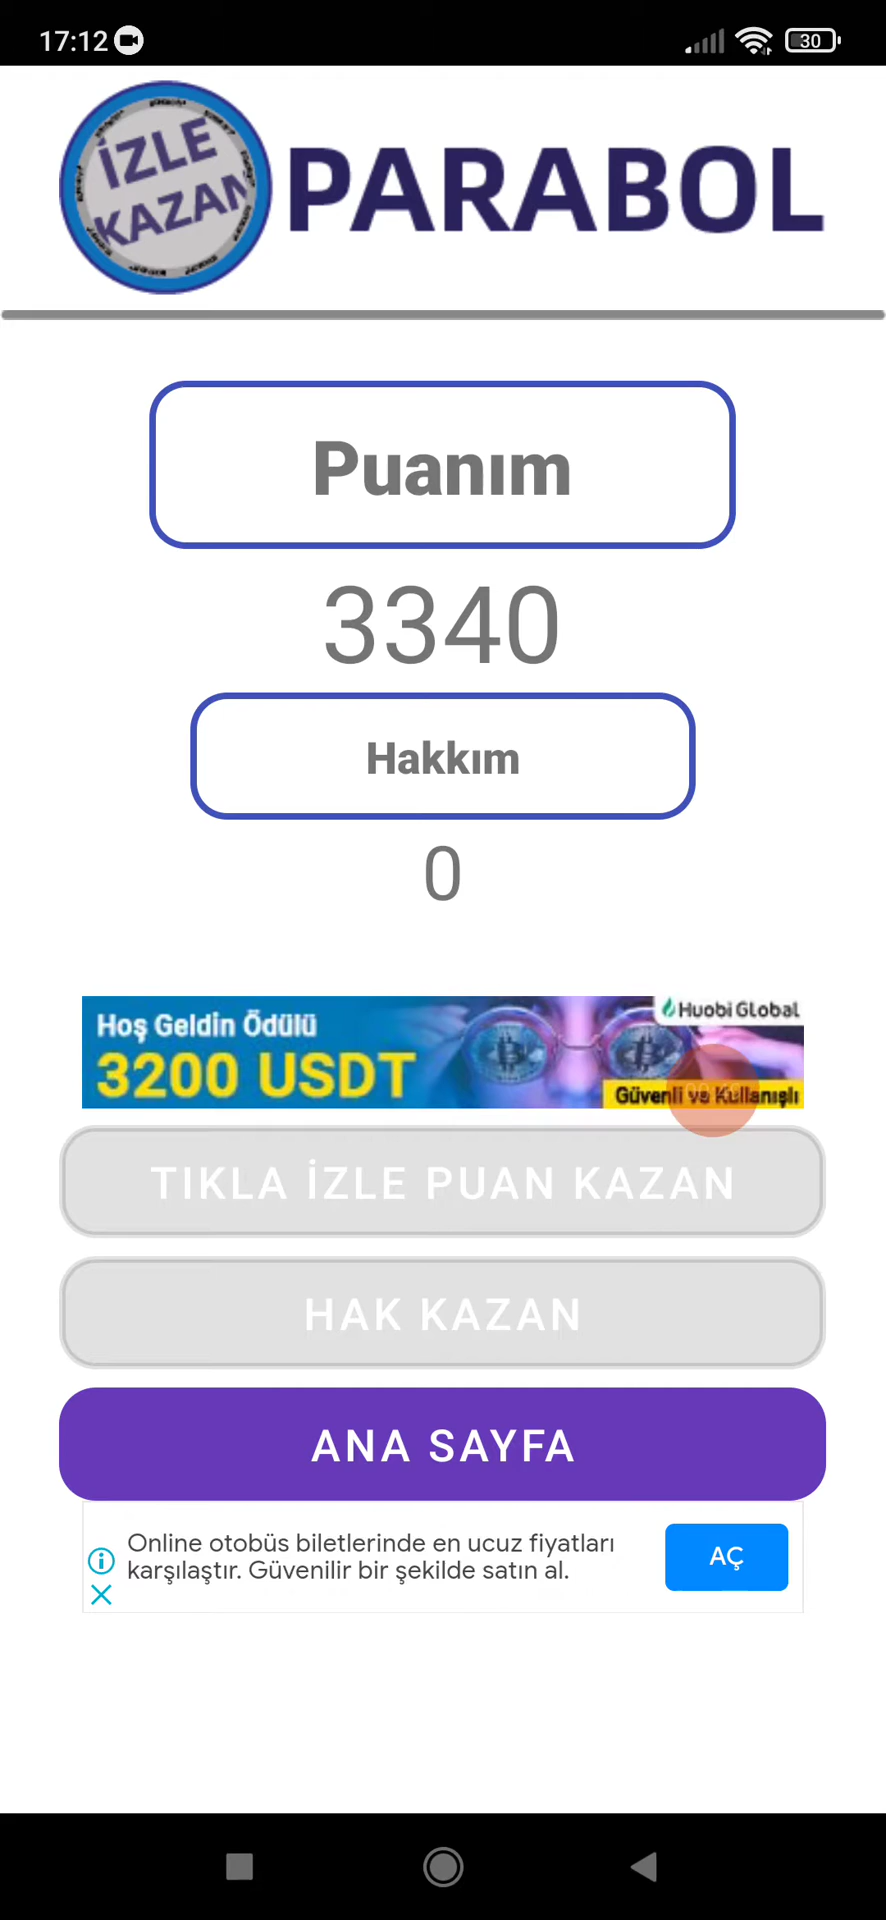 17:12
30
İZLE
KAZAN
PARABOL
Puanım
3340
Hakkım
0
Hoş Geldin Ödülü
3200 USDT
Huobi Global
Güvenli ve Kullanışlı
TIKLA İZLE PUAN KAZAN
HAK KAZAN
ANA SAYFA
Online otobüs biletlerinde en ucuz fiyatları
karşılaştır. Güvenilir bir şekilde satın al.
AÇ